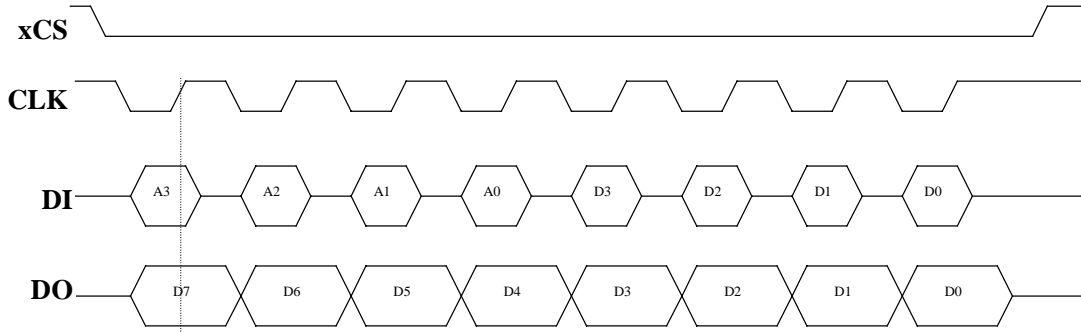 xCS
CLK
DI A3 A2 A1 A0 D3 D2 D1 D0
DO D7 D6 D5 D4 D3 D2 D1 D0